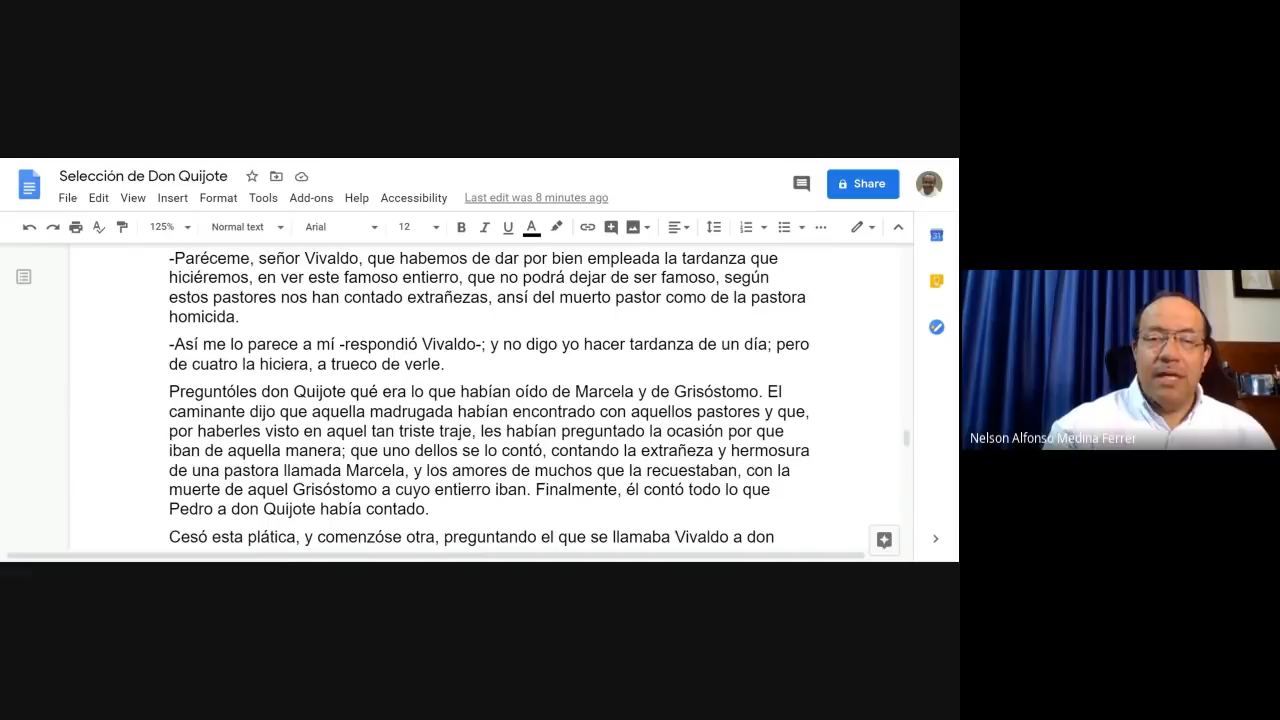 Selección de Don Quijote
File Edit View Insert Format Tools Add-ons Help Accessibility Last edit was 8 minutes ago
Share
125% Normal text Arial 12 B I U A
-Paréceme, señor Vivaldo, que habemos de dar por bien empleada la tardanza que
hiciéremos, en ver este famoso entierro, que no podrá dejar de ser famoso, según
estos pastores nos han contado extrañezas, ansí del muerto pastor como de la pastora
homicida.
-Así me lo parece a mí -respondió Vivaldo-; y no digo yo hacer tardanza de un día; pero
de cuatro la hiciera, a trueco de verle.
Preguntóles don Quijote qué era lo que habían oído de Marcela y de Grisóstomo. El
caminante dijo que aquella madrugada habían encontrado con aquellos pastores y que,
por haberles visto en aquel tan triste traje, les habían preguntado la ocasión por que
iban de aquella manera; que uno dellos se lo contó, contando la extrañeza y hermosura
de una pastora llamada Marcela, y los amores de muchos que la recuestaban, con la
muerte de aquel Grisóstomo a cuyo entierro iban. Finalmente, él contó todo lo que
Pedro a don Quijote había contado.
Cesó esta plática, y comenzóse otra, preguntando el que se llamaba Vivaldo a don
31
Nelson Alfonso Medina Ferrer